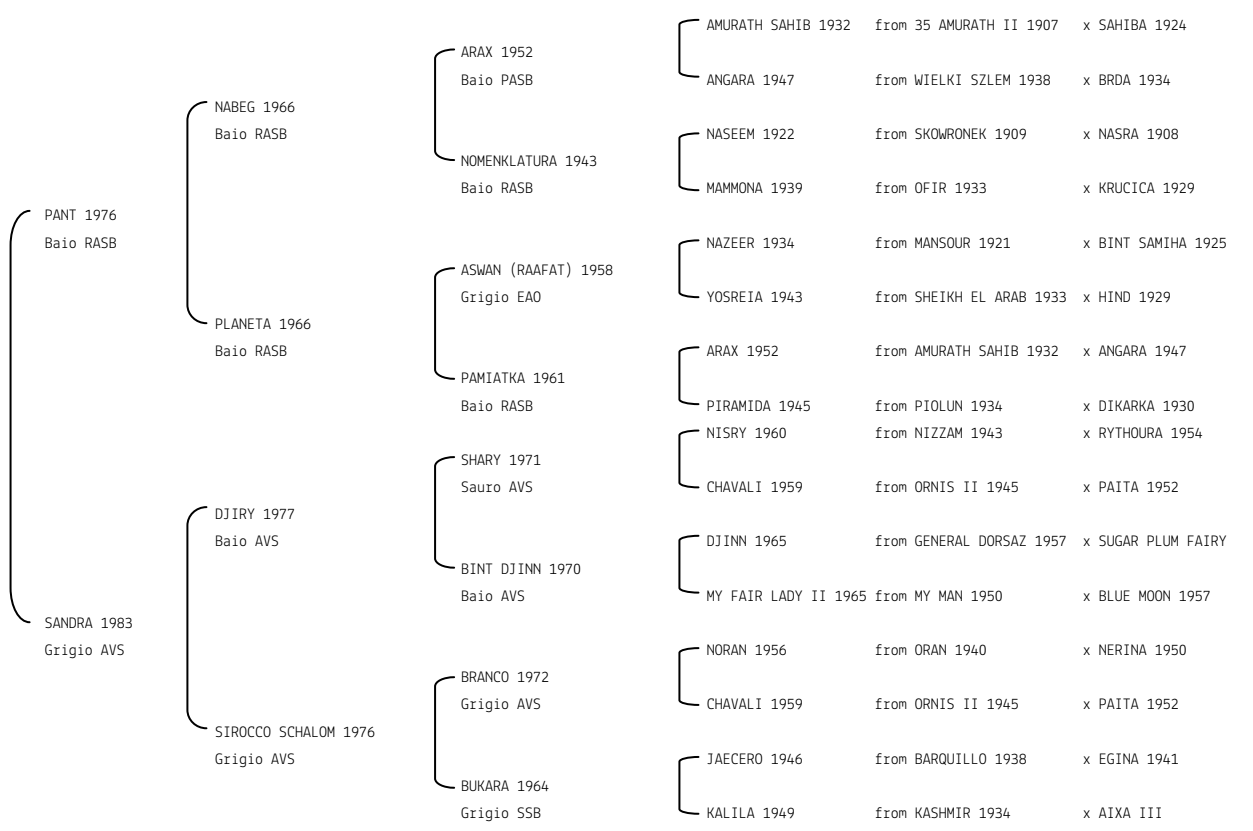 AMURATH SAHIB 1932 from 35 AMURATH II 1907 x SAHIBA 1924
ARAX 1952
Baio PASB
ANGARA 1947 from WIELKI SZLEM 1938 x BRDA 1934
NABEG 1966
Baio RASB
NASEEM 1922 from SKOWRONEK 1909 x NASRA 1908
NOMENKLATURA 1943
Baio RASB
MAMMONA 1939 from OFIR 1933 x KRUCICA 1929
PANT 1976
Baio RASB
NAZEER 1934 from MANSOUR 1921 x BINT SAMIHA 1925
ASWAN (RAAFAT) 1958
Grigio EAO
YOSREIA 1943 from SHEIKH EL ARAB 1933 x HIND 1929
PLANETA 1966
Baio RASB
ARAX 1952 from AMURATH SAHIB 1932 x ANGARA 1947
PAMIATKA 1961
Baio RASB
PIRAMIDA 1945 from PIOLUN 1934 x DIKARKA 1930
NISRY 1960 from NIZZAM 1943 x RYTHOURA 1954
SHARY 1971
Sauro AVS
CHAVALI 1959 from ORNIS II 1945 x PAITA 1952
DJIRY 1977
Baio AVS
DJINN 1965 from GENERAL DORSAZ 1957 x SUGAR PLUM FAIRY
BINT DJINN 1970
Baio AVS
MY FAIR LADY II 1965 from MY MAN 1950 x BLUE MOON 1957
SANDRA 1983
Grigio AVS
NORAN 1956 from ORAN 1940 x NERINA 1950
BRANCO 1972
Grigio AVS
CHAVALI 1959 from ORNIS II 1945 x PAITA 1952
SIROCCO SCHALOM 1976
Grigio AVS
JAECERO 1946 from BARQUILLO 1938 x EGINA 1941
BUKARA 1964
Grigio SSB
KALILA 1949 from KASHMIR 1934 x AIXA III